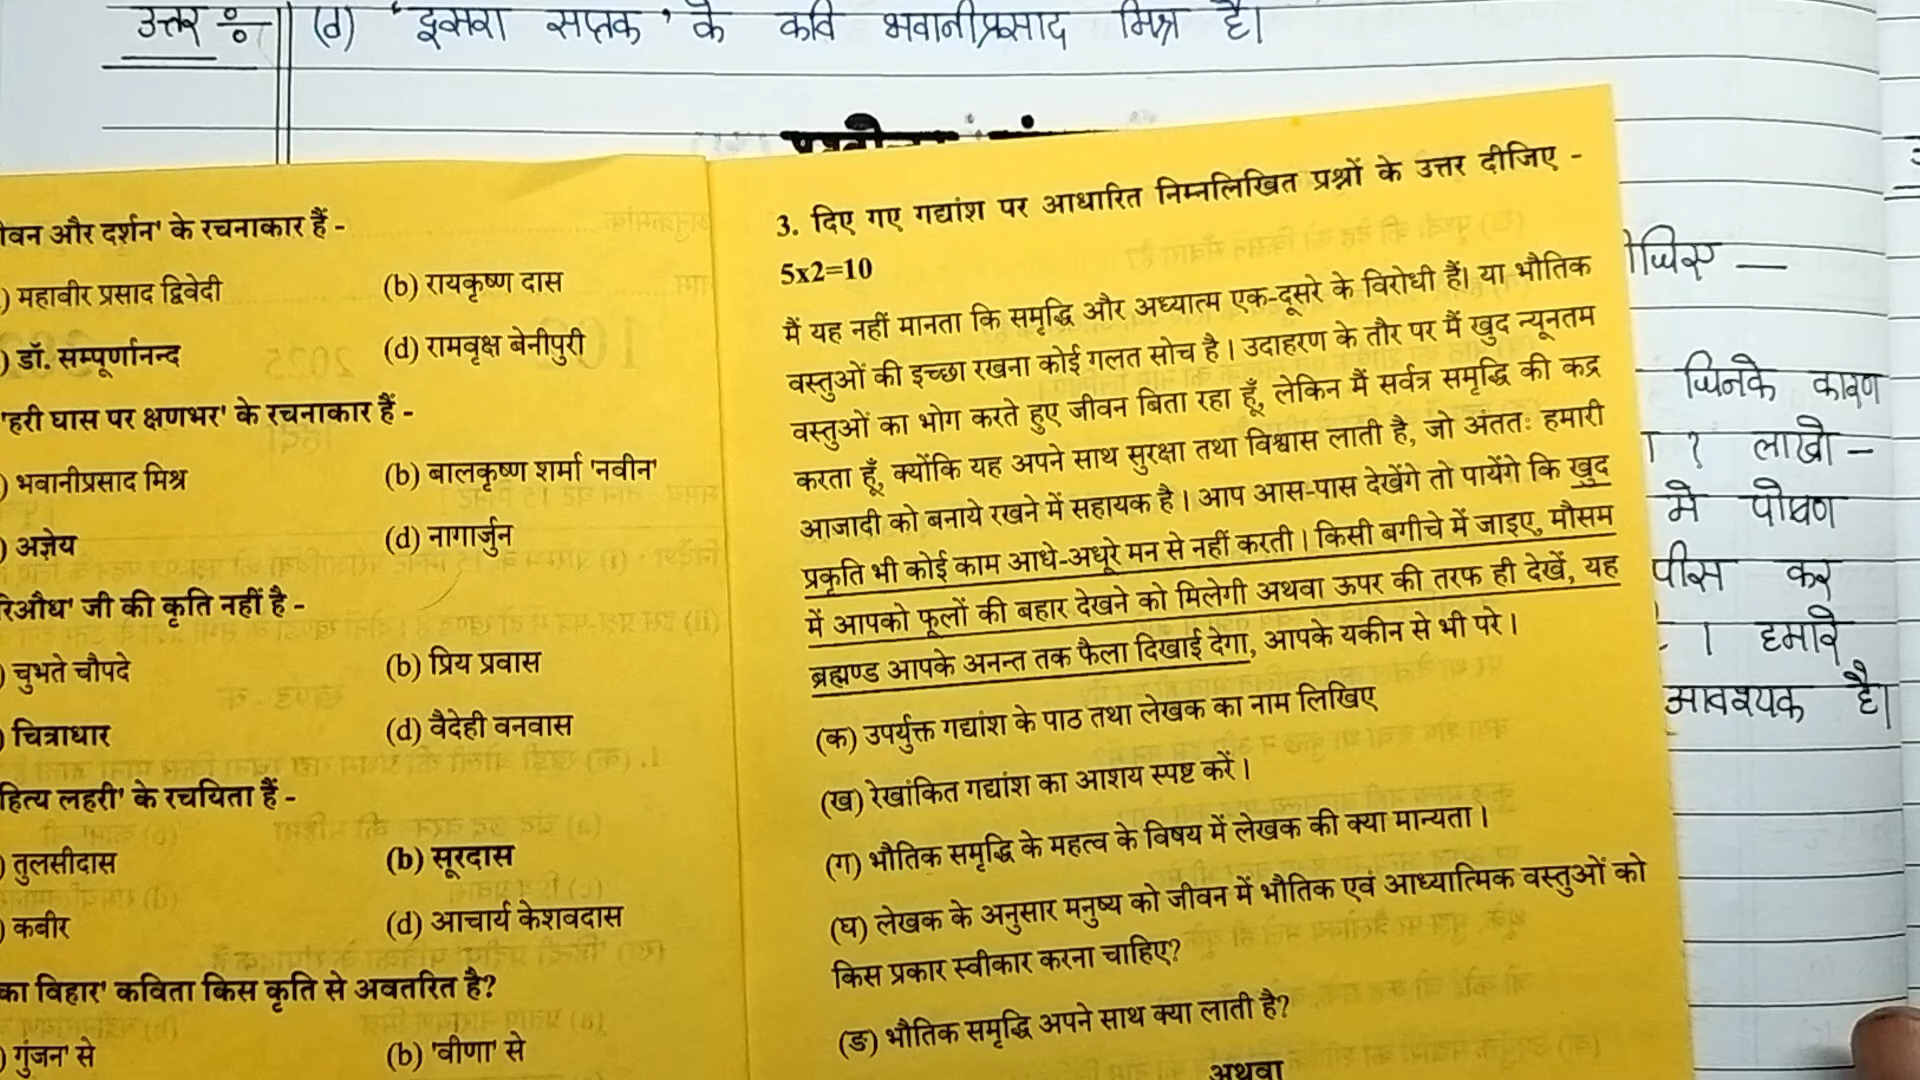 उत्तर ÷ (d) 'दूसरा सप्तक' के कवि भवानीप्रसाद मिश्र है।
वन और दर्शन' के रचनाकार हैं -
) महावीर प्रसाद द्विवेदी (b) रायकृष्ण दास
) डॉ. सम्पूर्णानन्द (d) रामवृक्ष बेनीपुरी
'हरी घास पर क्षणभर' के रचनाकार हैं -
) भवानीप्रसाद मिश्र (b) बालकृष्ण शर्मा 'नवीन'
) अज्ञेय (d) नागार्जुन
रिऔध' जी की कृति नहीं है -
) चुभते चौपदे (b) प्रिय प्रवास
) चित्राधार (d) वैदेही वनवास
हित्य लहरी' के रचयिता हैं -
) तुलसीदास (b) सूरदास
) कबीर (d) आचार्य केशवदास
का विहार' कविता किस कृति से अवतरित है?
) गुंजन' से (b) 'वीणा' से
3. दिए गए गद्यांश पर आधारित निम्नलिखित प्रश्नों के उत्तर दीजिए -
5x2=10
मैं यह नहीं मानता कि समृद्धि और अध्यात्म एक-दूसरे के विरोधी हैं। या भौतिक
वस्तुओं की इच्छा रखना कोई गलत सोच है। उदाहरण के तौर पर मैं खुद न्यूनतम
वस्तुओं का भोग करते हुए जीवन बिता रहा हूँ, लेकिन मैं सर्वत्र समृद्धि की कद्र
करता हूँ, क्योंकि यह अपने साथ सुरक्षा तथा विश्वास लाती है, जो अंततः हमारी
आजादी को बनाये रखने में सहायक है। आप आस-पास देखेंगे तो पायेंगे कि खुद
प्रकृति भी कोई काम आधे-अधूरे मन से नहीं करती। किसी बगीचे में जाइए, मौसम
में आपको फूलों की बहार देखने को मिलेगी अथवा ऊपर की तरफ ही देखें, यह
ब्रह्मण्ड आपके अनन्त तक फैला दिखाई देगा, आपके यकीन से भी परे।
(क) उपर्युक्त गद्यांश के पाठ तथा लेखक का नाम लिखिए
(ख) रेखांकित गद्यांश का आशय स्पष्ट करें।
(ग) भौतिक समृद्धि के महत्व के विषय में लेखक की क्या मान्यता।
(घ) लेखक के अनुसार मनुष्य को जीवन में भौतिक एवं आध्यात्मिक वस्तुओं को
किस प्रकार स्वीकार करना चाहिए?
(ङ) भौतिक समृद्धि अपने साथ क्या लाती है?
अथवा
जिनके कारण
? लाखो -
मे पोषण
पीस कर
। हमारे
आवश्यक है।